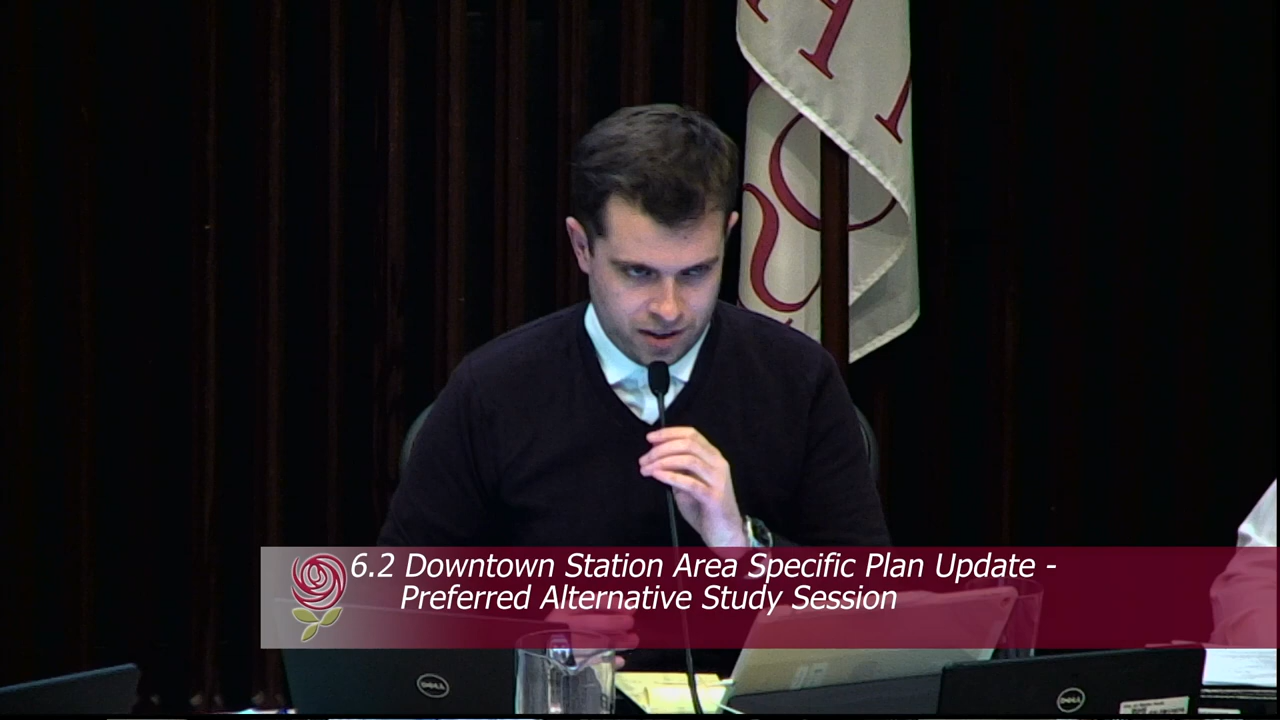 6.2 Downtown Station Area Specific Plan Update -
Preferred Alternative Study Session
DELL
DELL